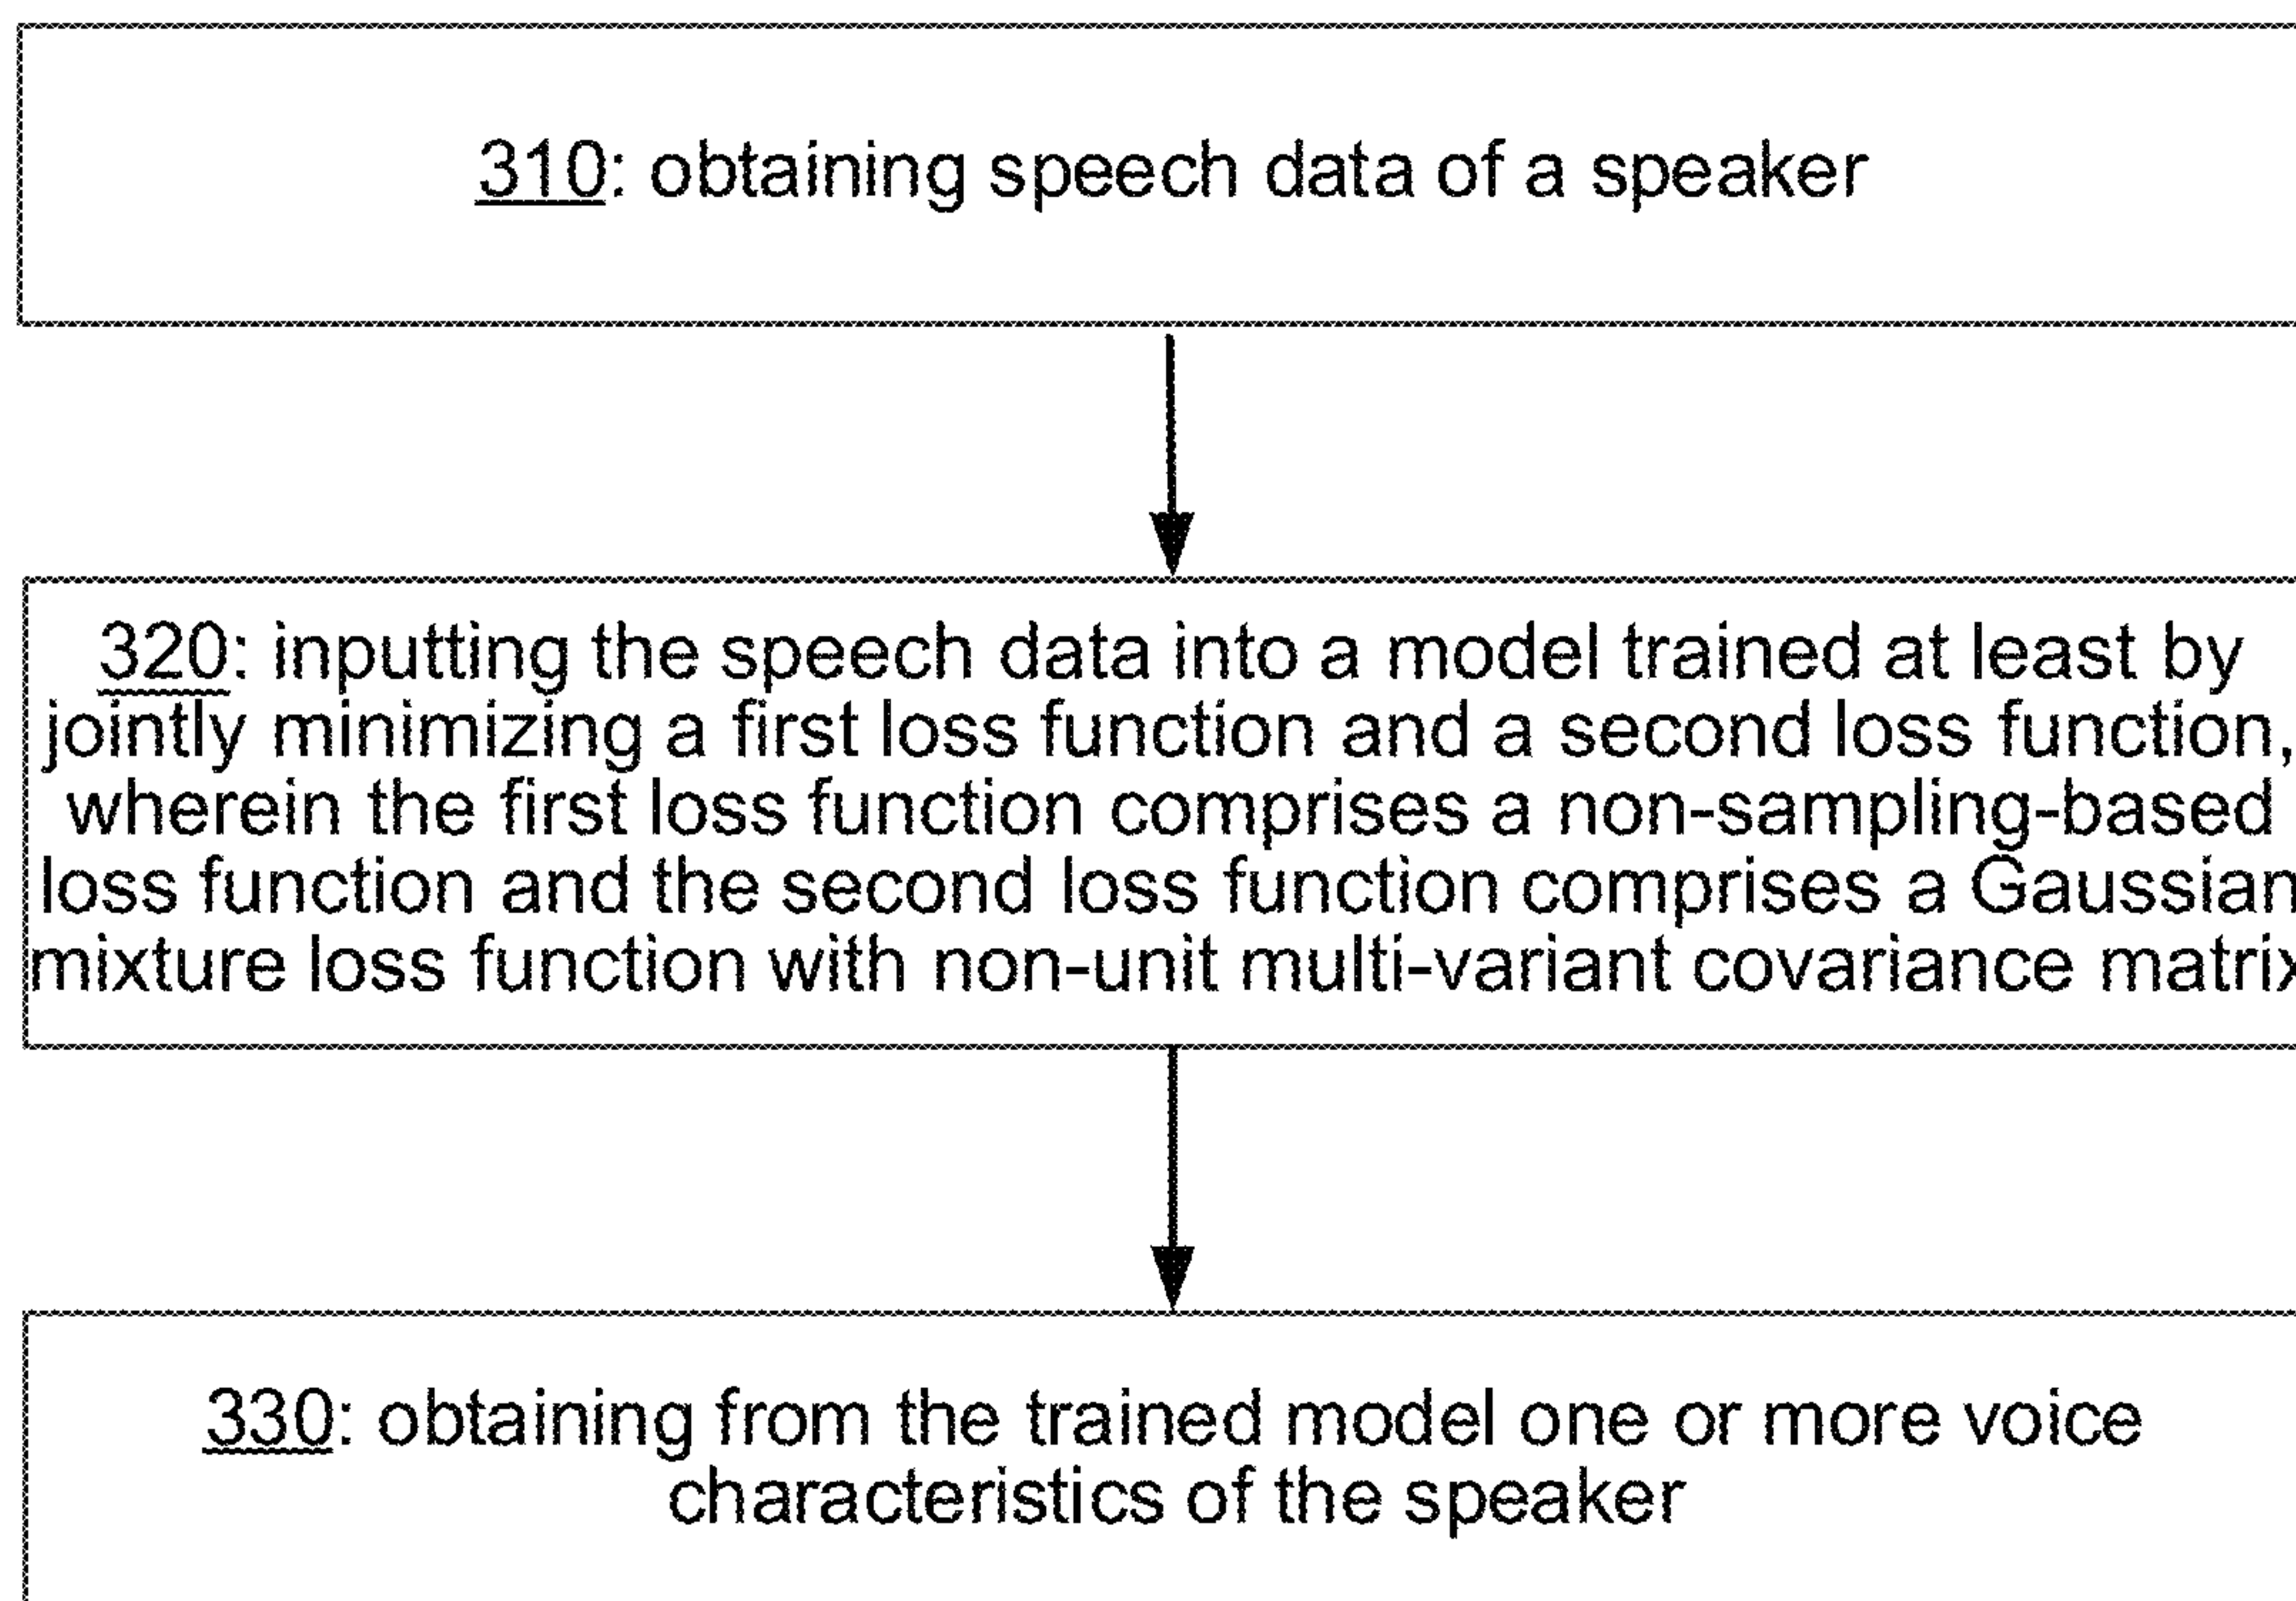 310: obtaining speech data of a speaker
320: inputting the speech data into a model trained at least by
jointly minimizing a first loss function and a second loss function,
wherein the first loss function comprises a non-sampling-based
loss function and the second loss function comprises a Gaussian
mixture loss function with non-unit multi-variant covariance matrix
330: obtaining from the trained model one or more voice
characteristics of the speaker